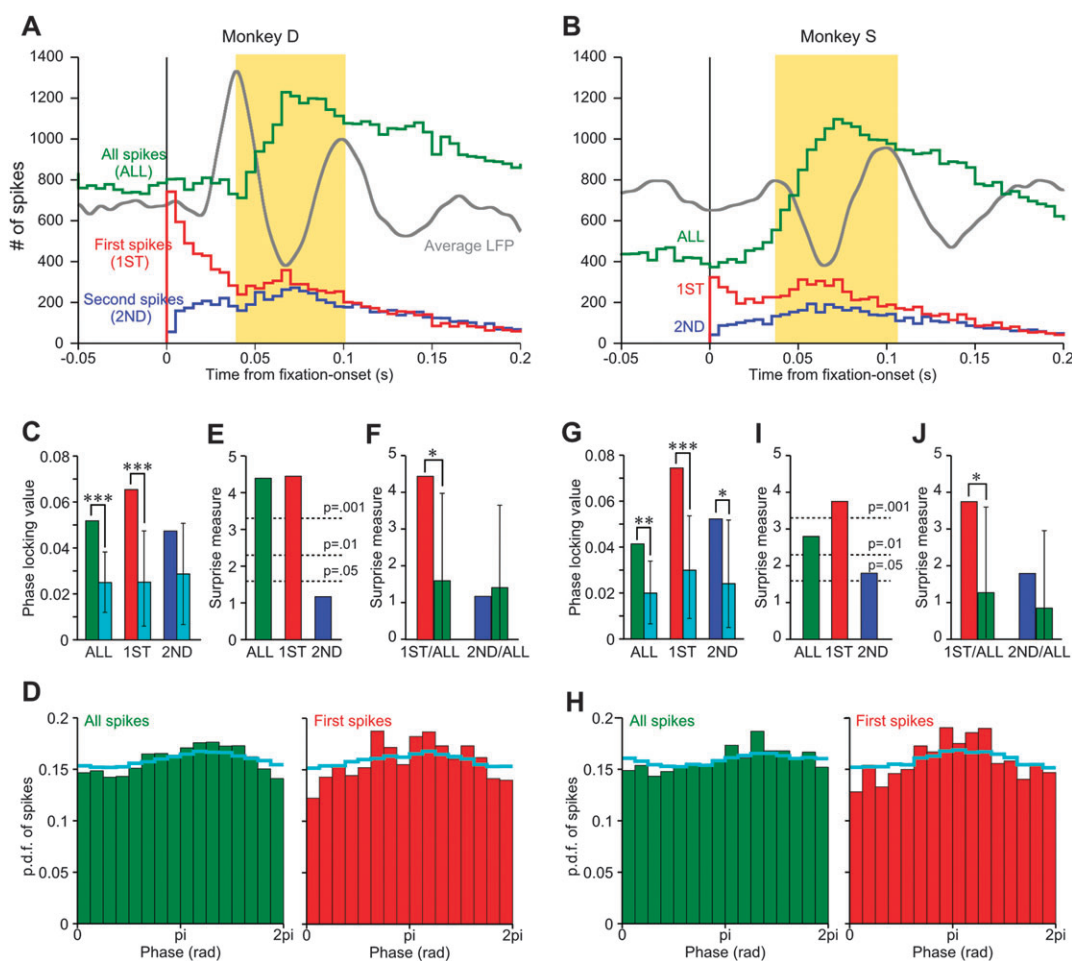 A
Monkey D
# of spikes
1400
1200
1000
800
600
400
200
0
All spikes
(ALL)
First spikes
(1ST)
Second spikes
(2ND)
Average LFP
-0.05
0
0.05
0.1
0.15
0.2
Time from fixation-onset (s)
B
Monkey S
1400
1200
1000
800
600
400
200
0
ALL
1ST
2ND
-0.05
0
0.05
0.1
0.15
0.2
Time from fixation-onset (s)
C
Phase locking value
0.08
0.06
0.04
0.02
0
***
***
ALL
1ST
2ND
E
Surprise measure
5
4
3
2
1
0
p=.001
p=.01
p=.05
ALL
1ST
2ND
F
Surprise measure
5
4
3
2
1
0
*
1ST/ALL
2ND/ALL
G
Phase locking value
0.08
0.06
0.04
0.02
0
**
***
*
ALL
1ST
2ND
I
Surprise measure
5
4
3
2
1
0
p=.001
p=.01
p=.05
ALL
1ST
2ND
J
Surprise measure
5
4
3
2
1
0
*
1ST/ALL
2ND/ALL
D
p.d.f. of spikes
0.2
0.15
0.1
0.05
0
All spikes
0
pi
2pi
Phase (rad)
First spikes
0
pi
2pi
Phase (rad)
H
p.d.f. of spikes
0.2
0.15
0.1
0.05
0
All spikes
0
pi
2pi
Phase (rad)
First spikes
0
pi
2pi
Phase (rad)